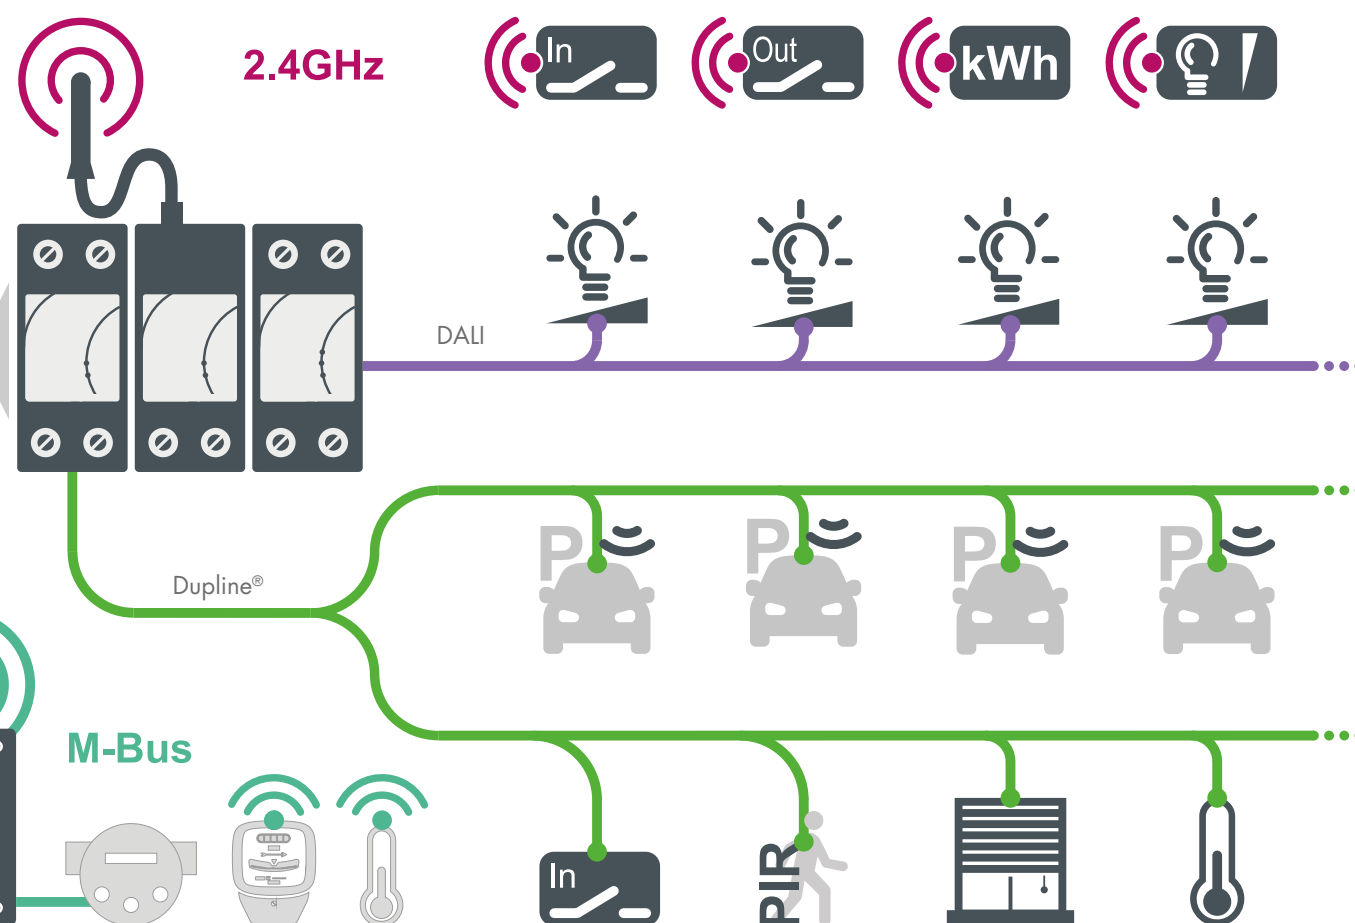 2.4GHz
In
Out
kWh
DALI
P
P
P
P
Dupline®
M-Bus
In
PIR